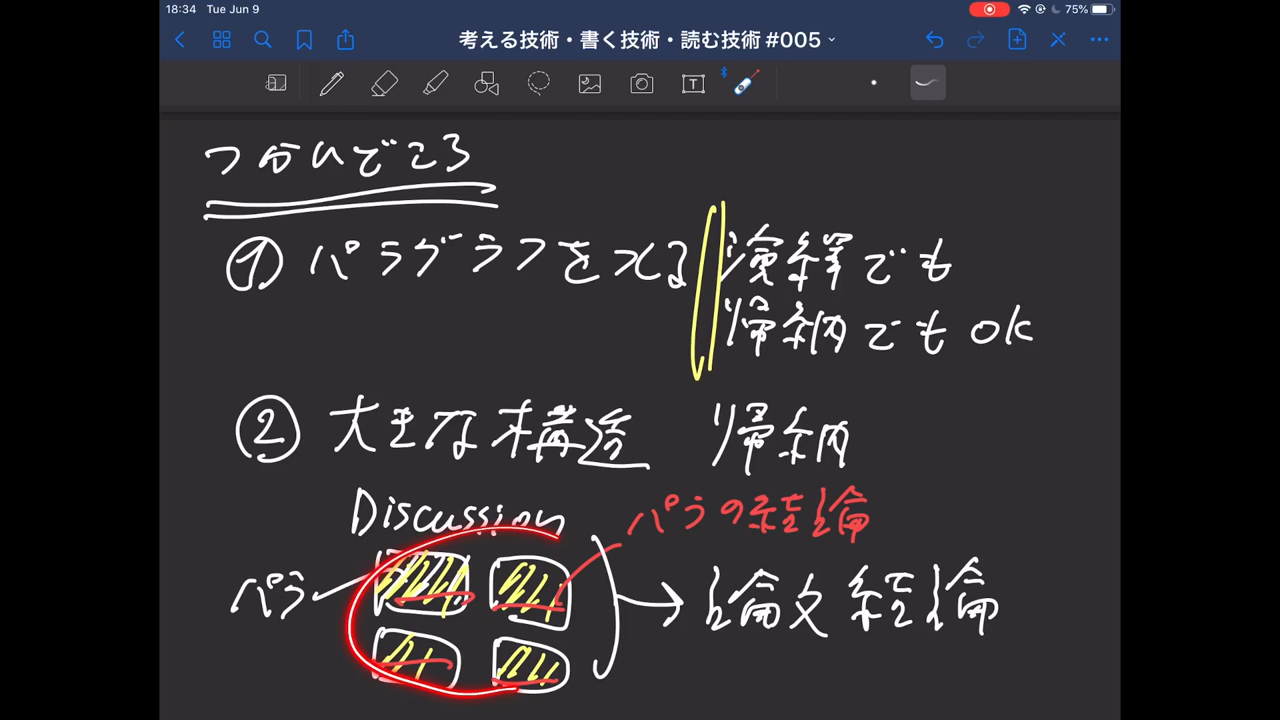 18:34 Tue Jun 9 75%
考える技術・書く技術・読む技術 #005
T
つかいどころ
① パラグラフをつくる 演繹でも
帰納でもok
② 大きな構造 帰納
Discussion パラの結論
パラ 論文結論